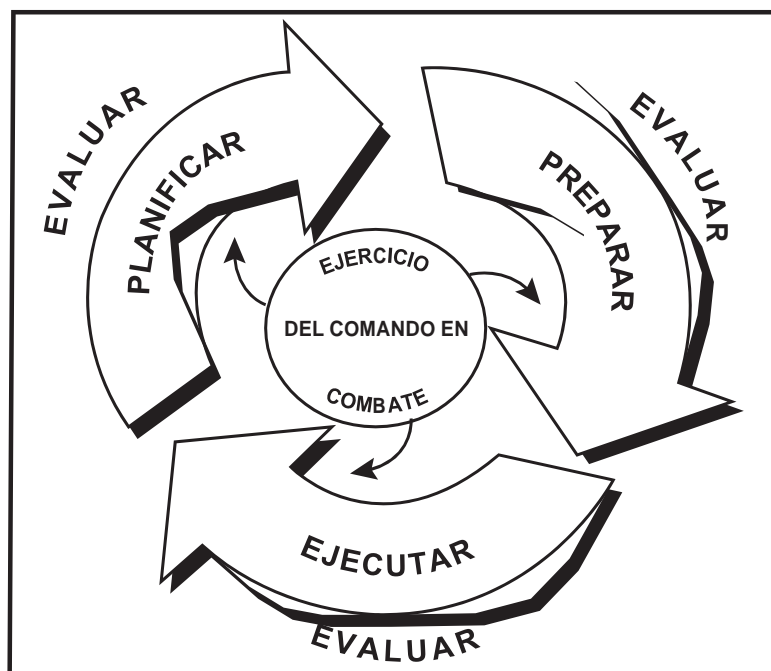 EVALUAR
PLANIFICAR
EVALUAR
PREPARAR
EJERCICIO
DEL COMANDO EN
COMBATE
EJECUTAR
EVALUAR